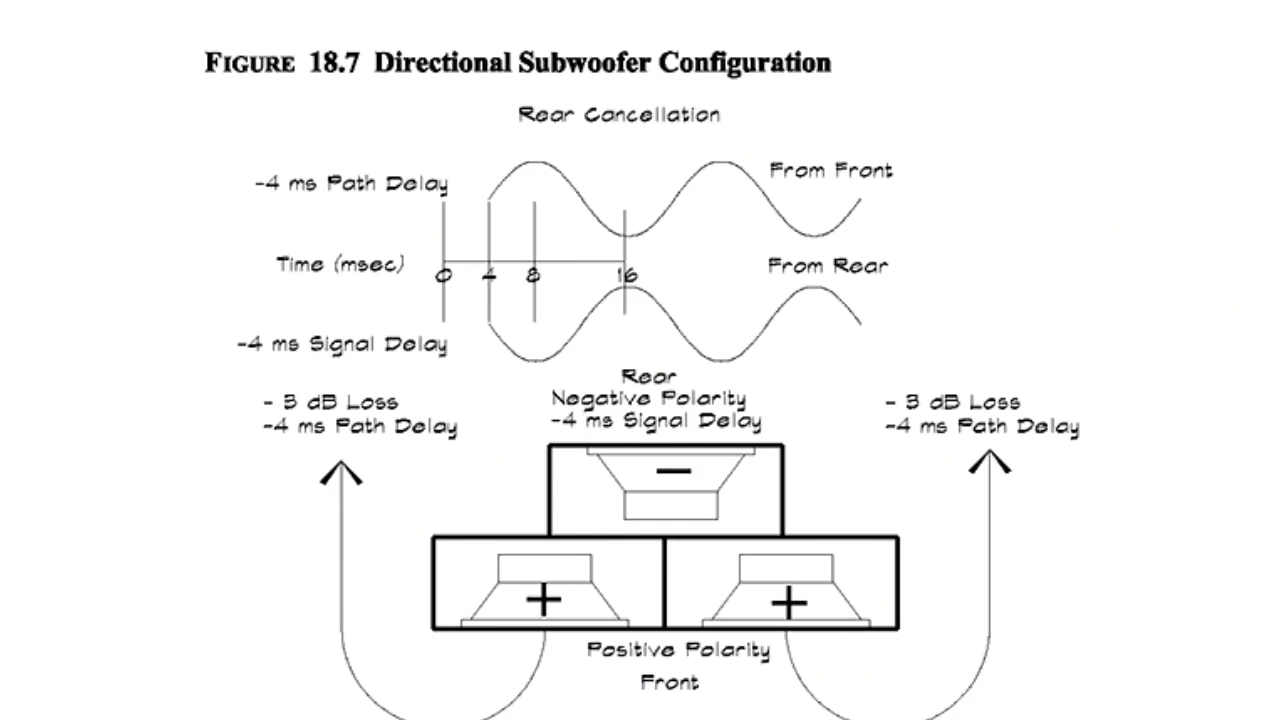 FIGURE 18.7 Directional Subwoofer Configuration
Rear Cancellation
From Front
-4 ms Path Delay
Time (msec)
0 4 8 16
From Rear
-4 ms Signal Delay
Rear
Negative Polarity
-4 ms Signal Delay
- 3 dB Loss
-4 ms Path Delay
- 3 dB Loss
-4 ms Path Delay
−
+ +
Positive Polarity
Front